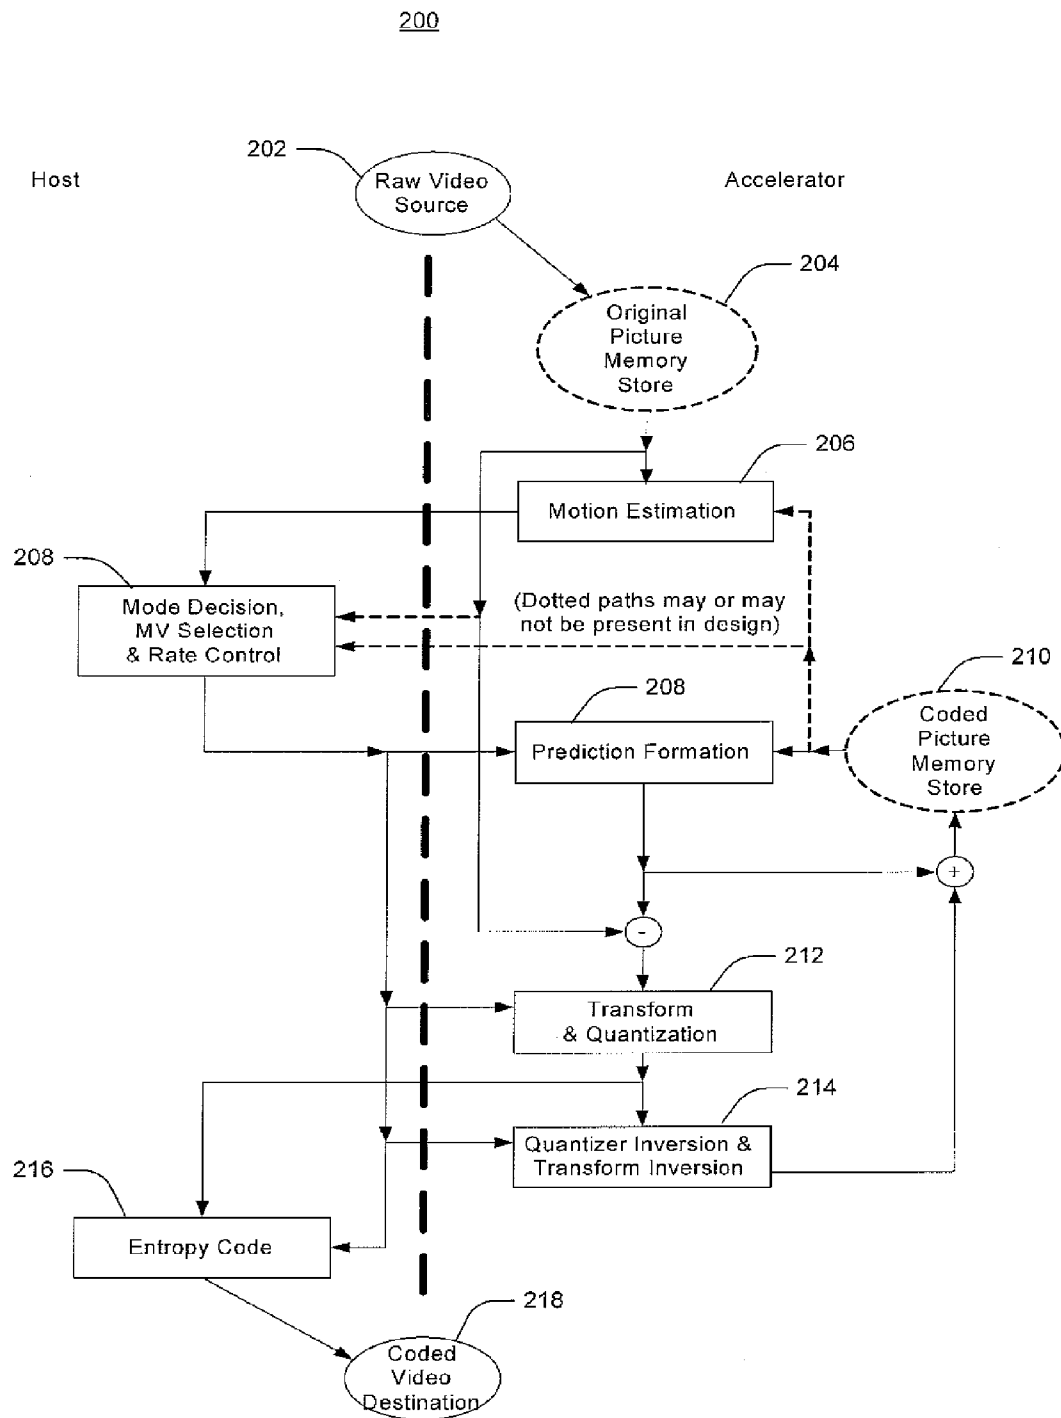 200
202
Host
Raw Video
Source
Accelerator
204
Original
Picture
Memory
Store
206
Motion Estimation
208
Mode Decision,
MV Selection
& Rate Control
(Dotted paths may or may
not be present in design)
210
208
Coded
Picture
Memory
Store
Prediction Formation
+
-
212
Transform
& Quantization
214
Quantizer Inversion &
Transform Inversion
216
Entropy Code
218
Coded
Video
Destination